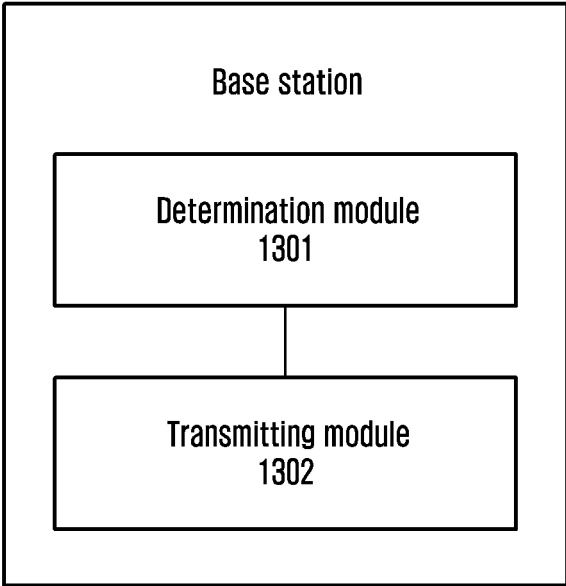 Base station
Determination module
1301
Transmitting module
1302